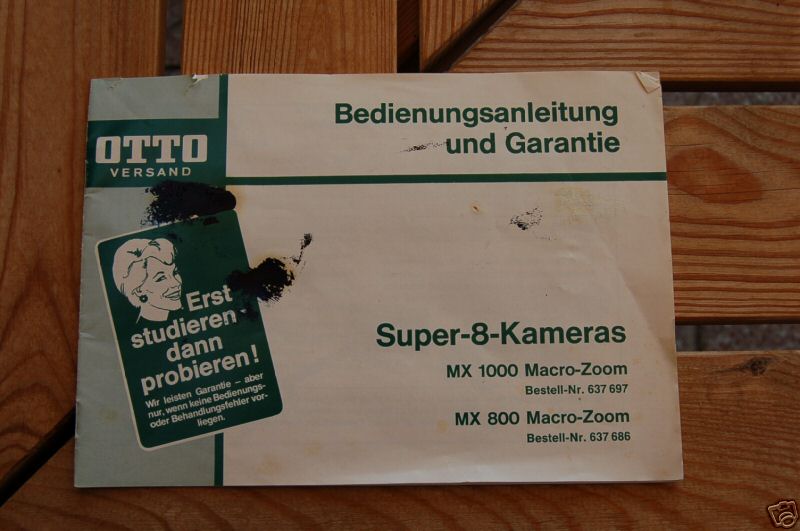 OTTO
VERSAND
Bedienungsanleitung
und Garantie
Erst
studieren
dann
probieren!
Wir leisten Garantie – aber
nur, wenn keine Bedienungs-
oder Behandlungsfehler vor-
liegen.
Super-8-Kameras
MX 1000 Macro-Zoom
Bestell-Nr. 637 697
MX 800 Macro-Zoom
Bestell-Nr. 637 686